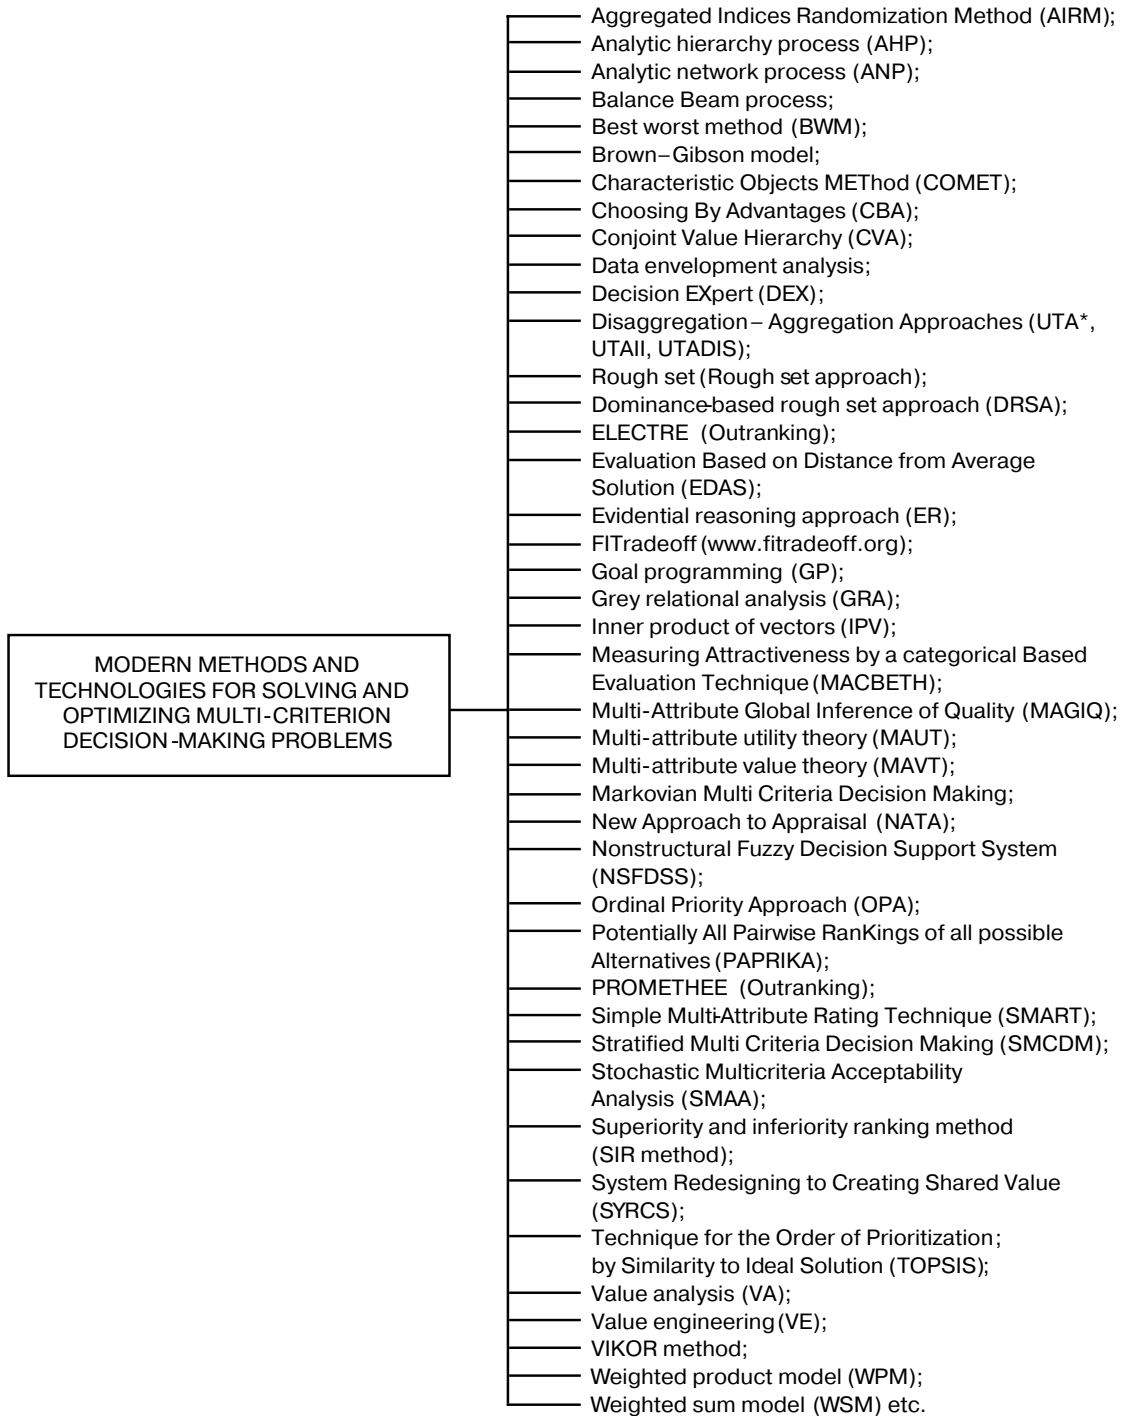 Aggregated Indices Randomization Method (AIRM);
Analytic hierarchy process (AHP);
Analytic network process (ANP);
Balance Beam process;
Best worst method (BWM);
Brown–Gibson model;
Characteristic Objects METhod (COMET);
Choosing By Advantages (CBA);
Conjoint Value Hierarchy (CVA);
Data envelopment analysis;
Decision EXpert (DEX);
Disaggregation – Aggregation Approaches (UTA*,
UTAII, UTADIS);
Rough set (Rough set approach);
Dominance-based rough set approach (DRSA);
ELECTRE (Outranking);
Evaluation Based on Distance from Average
Solution (EDAS);
Evidential reasoning approach (ER);
FITradeoff (www.fitradeoff.org);
Goal programming (GP);
Grey relational analysis (GRA);
Inner product of vectors (IPV);
Measuring Attractiveness by a categorical Based
Evaluation Technique (MACBETH);
Multi-Attribute Global Inference of Quality (MAGIQ);
Multi-attribute utility theory (MAUT);
Multi-attribute value theory (MAVT);
Markovian Multi Criteria Decision Making;
New Approach to Appraisal (NATA);
Nonstructural Fuzzy Decision Support System
(NSFDSS);
Ordinal Priority Approach (OPA);
Potentially All Pairwise RanKings of all possible
Alternatives (PAPRIKA);
PROMETHEE (Outranking);
Simple Multi-Attribute Rating Technique (SMART);
Stratified Multi Criteria Decision Making (SMCDM);
Stochastic Multicriteria Acceptability
Analysis (SMAA);
Superiority and inferiority ranking method
(SIR method);
System Redesigning to Creating Shared Value
(SYRCS);
Technique for the Order of Prioritization;
by Similarity to Ideal Solution (TOPSIS);
Value analysis (VA);
Value engineering (VE);
VIKOR method;
Weighted product model (WPM);
Weighted sum model (WSM) etc.
MODERN METHODS AND
TECHNOLOGIES FOR SOLVING AND
OPTIMIZING MULTI-CRITERION
DECISION-MAKING PROBLEMS